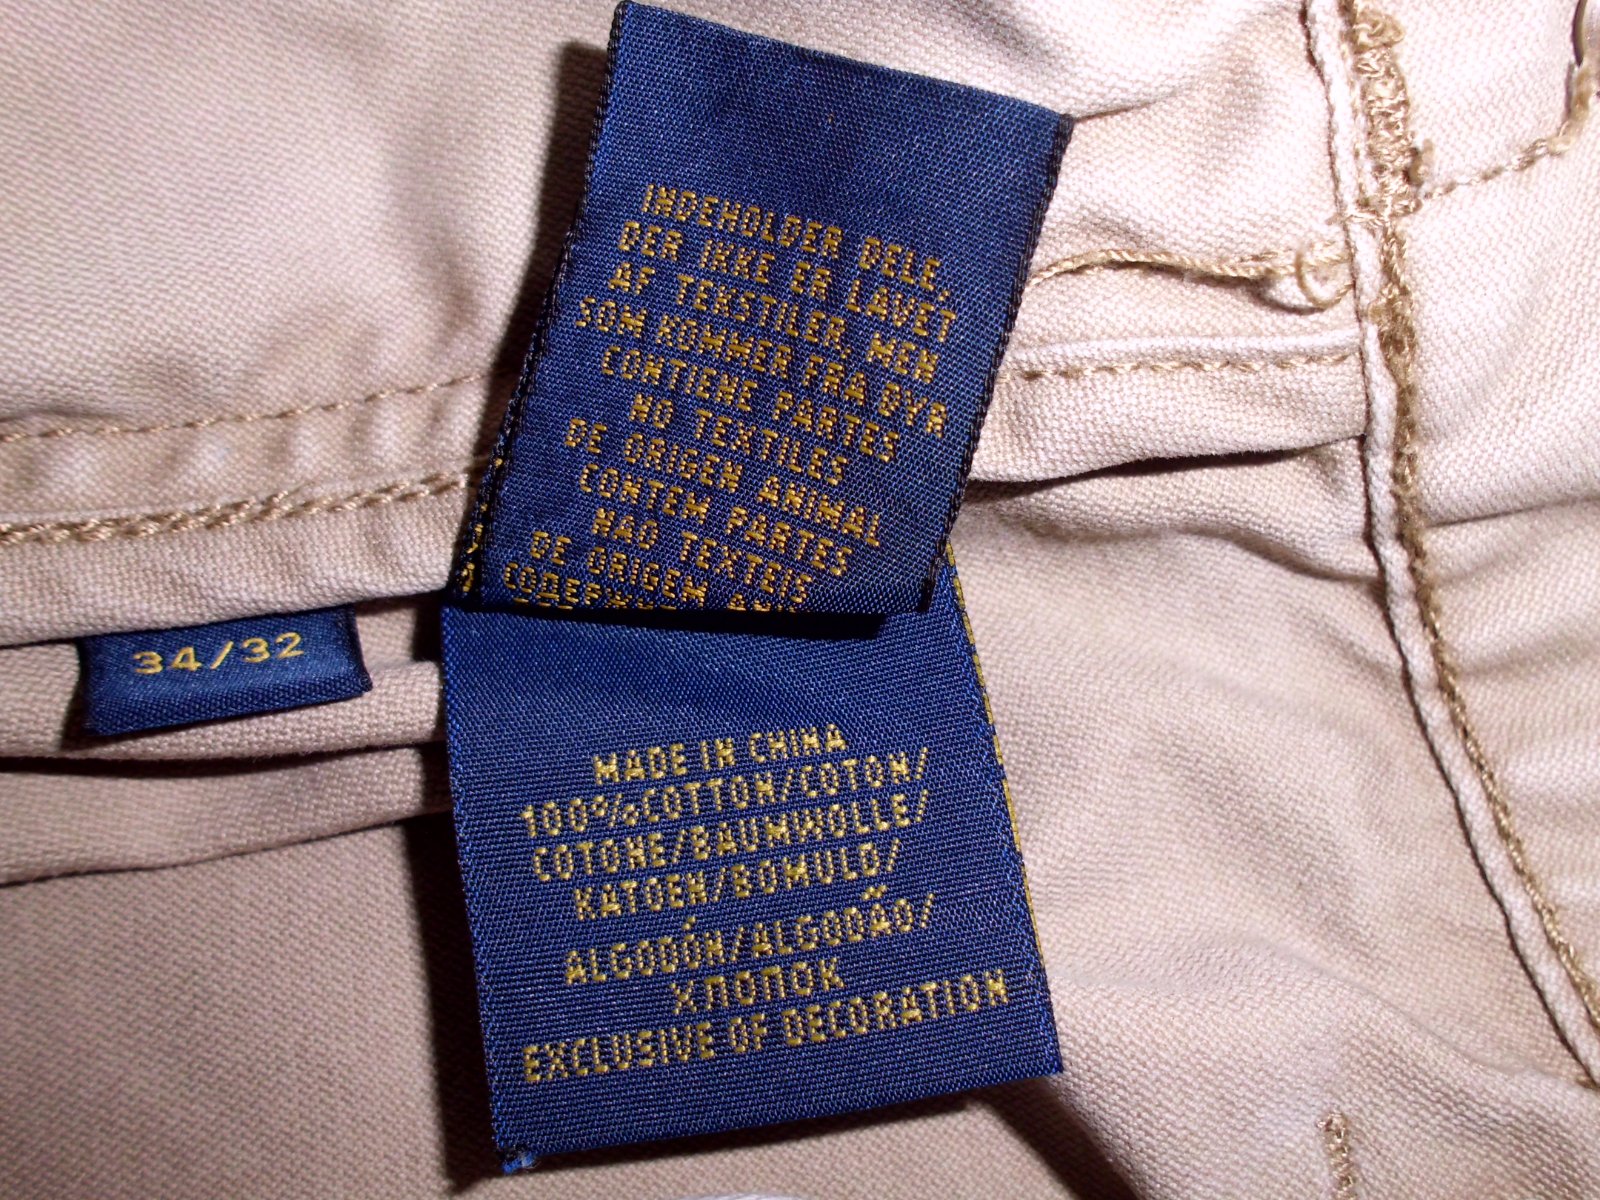 INDEHOLDER DELE,
DER IKKE ER LAVET
AF TEKSTILER, MEN
SOM KOMMER FRA DYR
CONTIENE PARTES
NO TEXTILES
DE ORIGEN ANIMAL
CONTEM PARTES
NAO TEXTEIS
DE ORIGEM
34/32
MADE IN CHINA
100%COTTON/COTON/
COTONE/BAUMWOLLE/
KATOEN/BOMULD/
ALGODÓN/ALGODÃO/
ХЛОПОК
EXCLUSIVE OF DECORATION